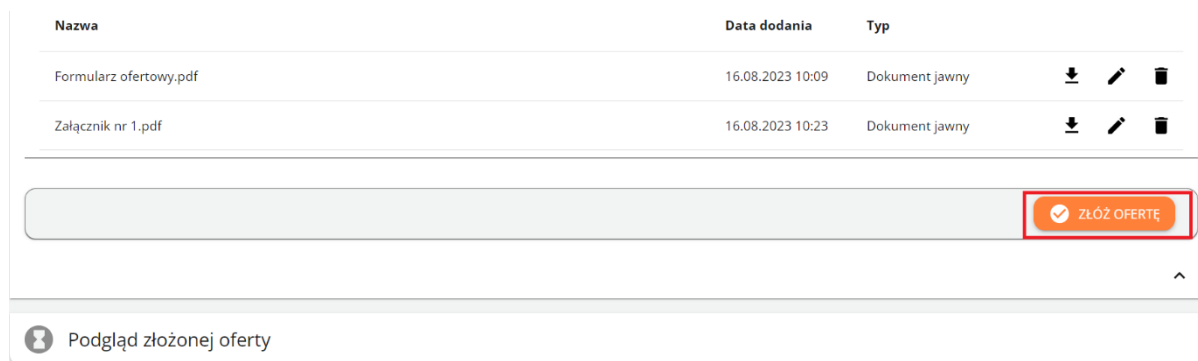 Nazwa Data dodania Typ
Formularz ofertowy.pdf 16.08.2023 10:09 Dokument jawny
Załącznik nr 1.pdf 16.08.2023 10:23 Dokument jawny
ZŁÓŻ OFERTĘ
Podgląd złożonej oferty